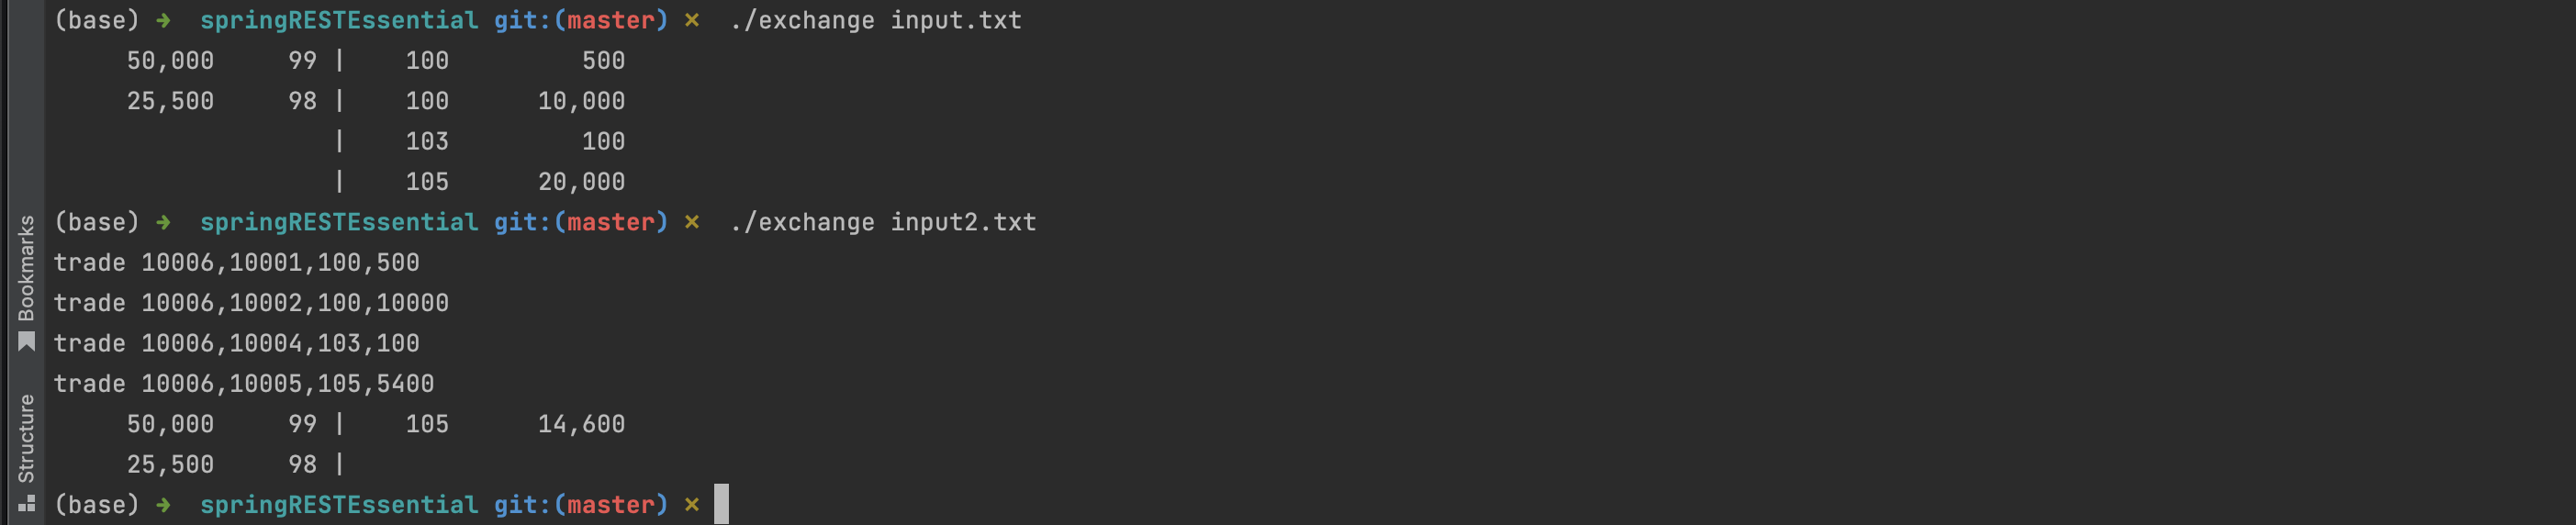 (base) ➜  springRESTEssential git:(master) ✗  ./exchange input.txt
     50,000     99 |    100         500
     25,500     98 |    100      10,000
                   |    103         100
                   |    105      20,000
(base) ➜  springRESTEssential git:(master) ✗  ./exchange input2.txt
trade 10006,10001,100,500
trade 10006,10002,100,10000
trade 10006,10004,103,100
trade 10006,10005,105,5400
     50,000     99 |    105      14,600
     25,500     98 |
(base) ➜  springRESTEssential git:(master) ✗
Bookmarks
Structure